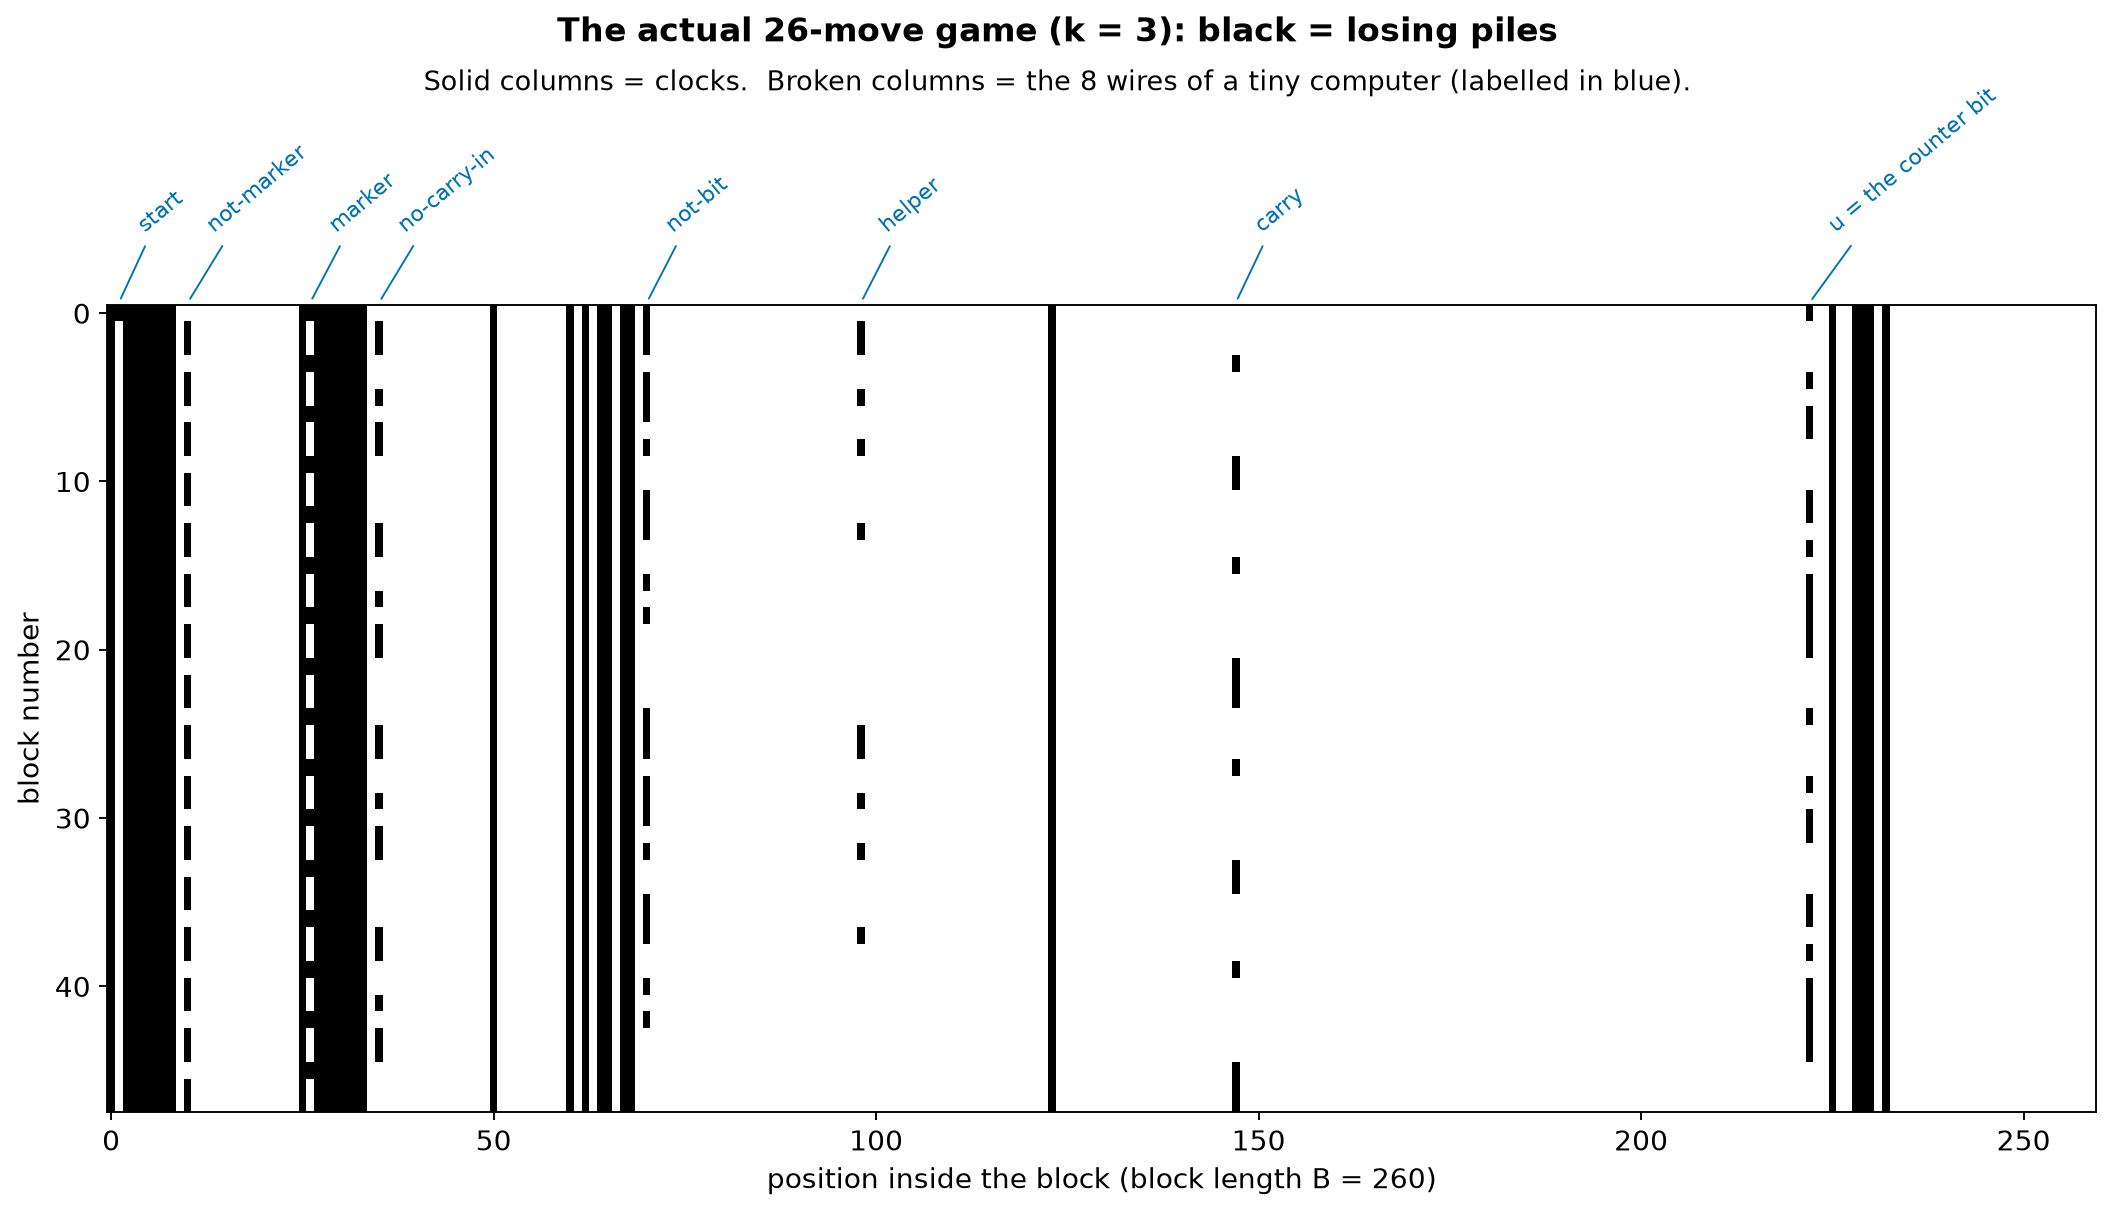 The actual 26-move game (k = 3): black = losing piles
Solid columns = clocks.  Broken columns = the 8 wires of a tiny computer (labelled in blue).
start
not-marker
marker
no-carry-in
not-bit
helper
carry
u = the counter bit
0
10
20
30
40
block number
0
50
100
150
200
250
position inside the block (block length B = 260)